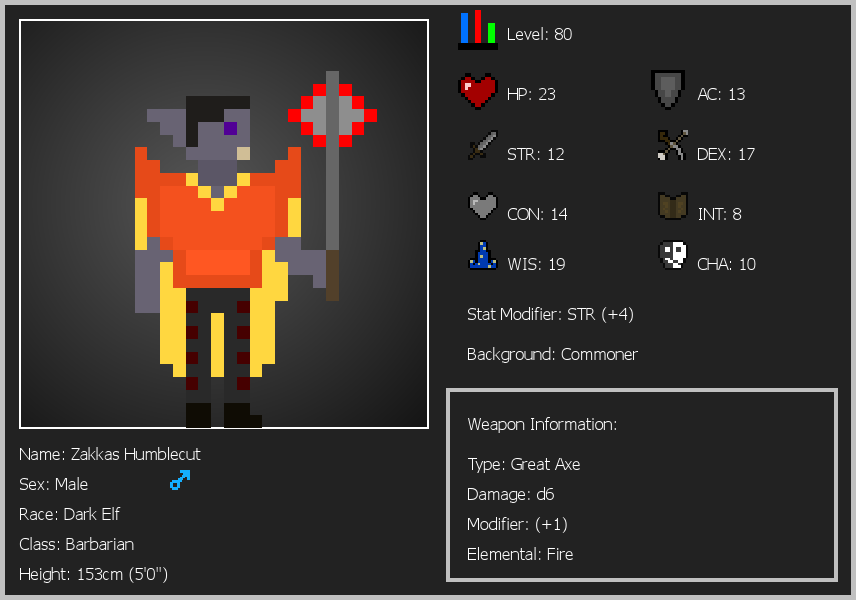 Level: 80
HP: 23
AC: 13
STR: 12
DEX: 17
CON: 14
INT: 8
WIS: 19
CHA: 10
Stat Modifier: STR (+4)
Background: Commoner
Weapon Information:
Type: Great Axe
Damage: d6
Modifier: (+1)
Elemental: Fire
Name: Zakkas Humblecut
Sex: Male
Race: Dark Elf
Class: Barbarian
Height: 153cm (5'0")